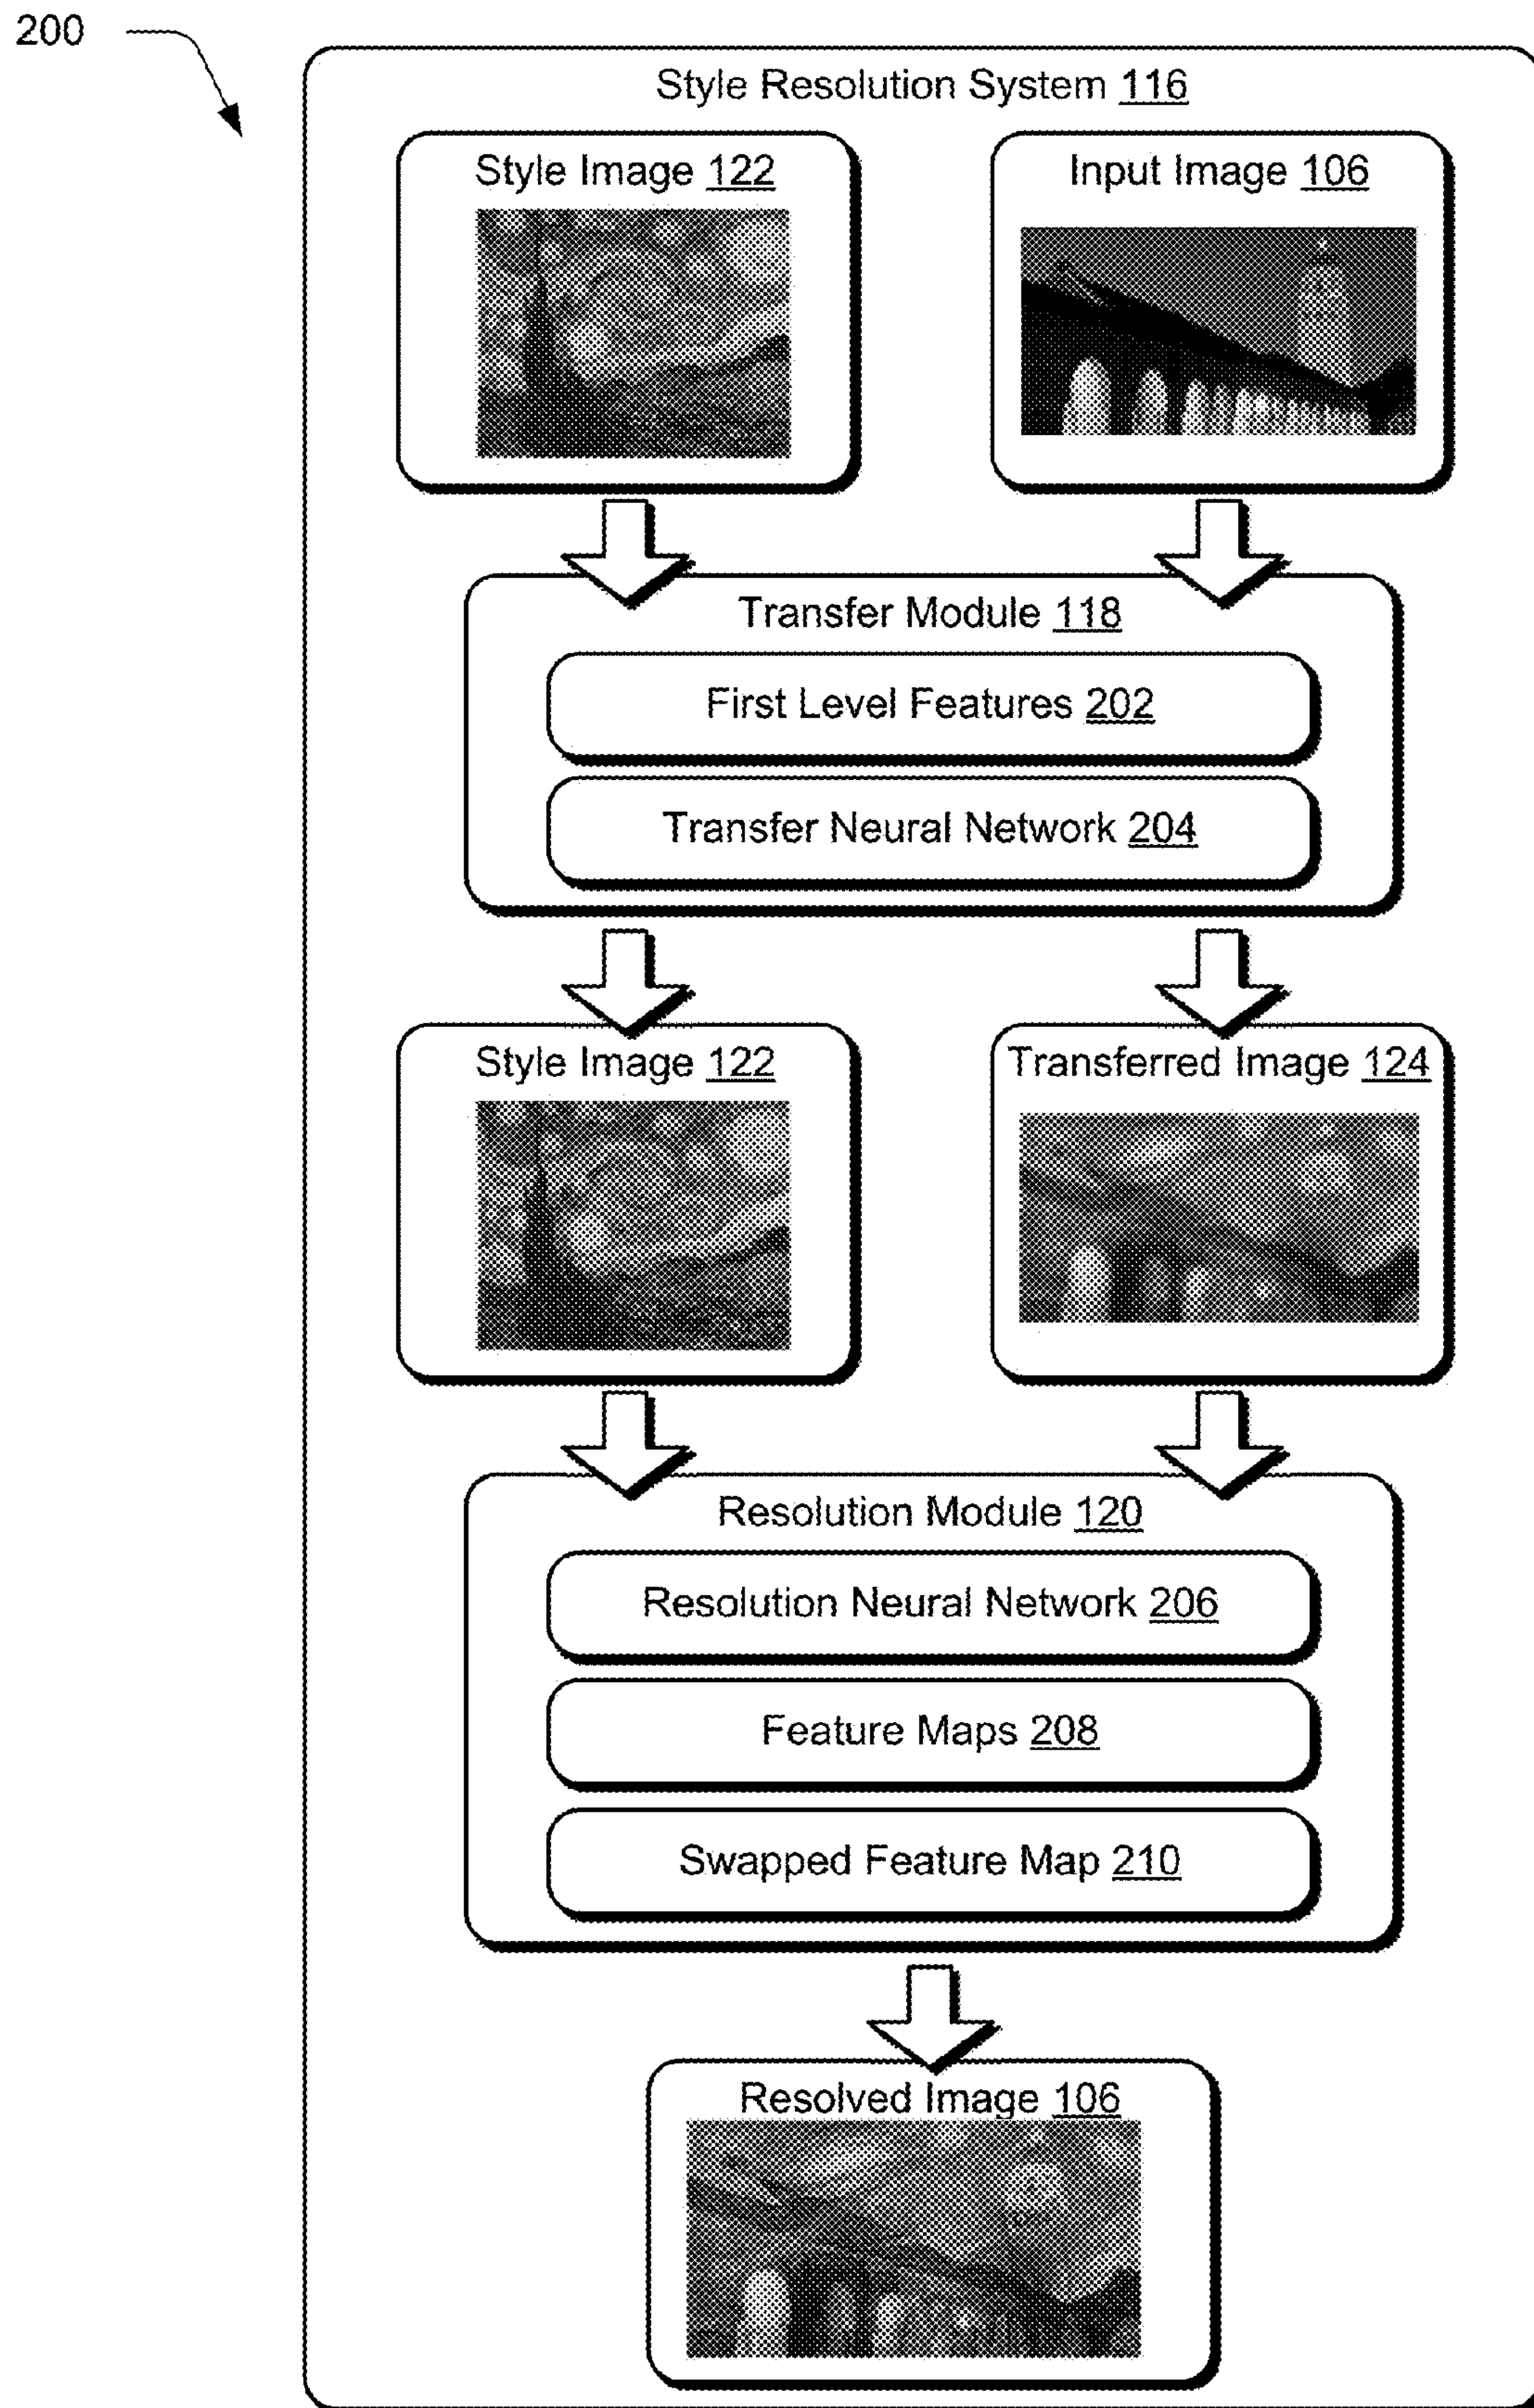 200
Style Resolution System 116
Style Image 122
Input Image 106
Transfer Module 118
First Level Features 202
Transfer Neural Network 204
Style Image 122
Transferred Image 124
Resolution Module 120
Resolution Neural Network 206
Feature Maps 208
Swapped Feature Map 210
Resolved Image 106